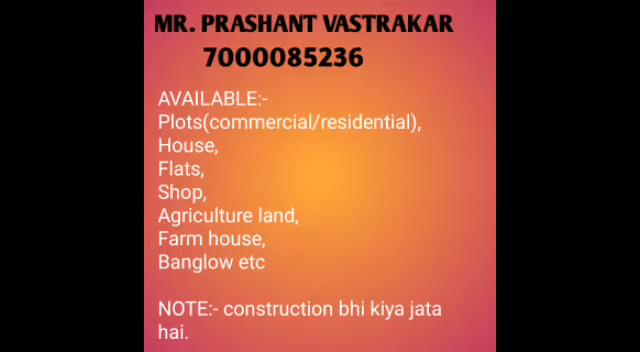 MR. PRASHANT VASTRAKAR
7000085236
AVAILABLE:-
Plots(commercial/residential),
House,
Flats,
Shop,
Agriculture land,
Farm house,
Banglow etc
NOTE:- construction bhi kiya jata
hai.